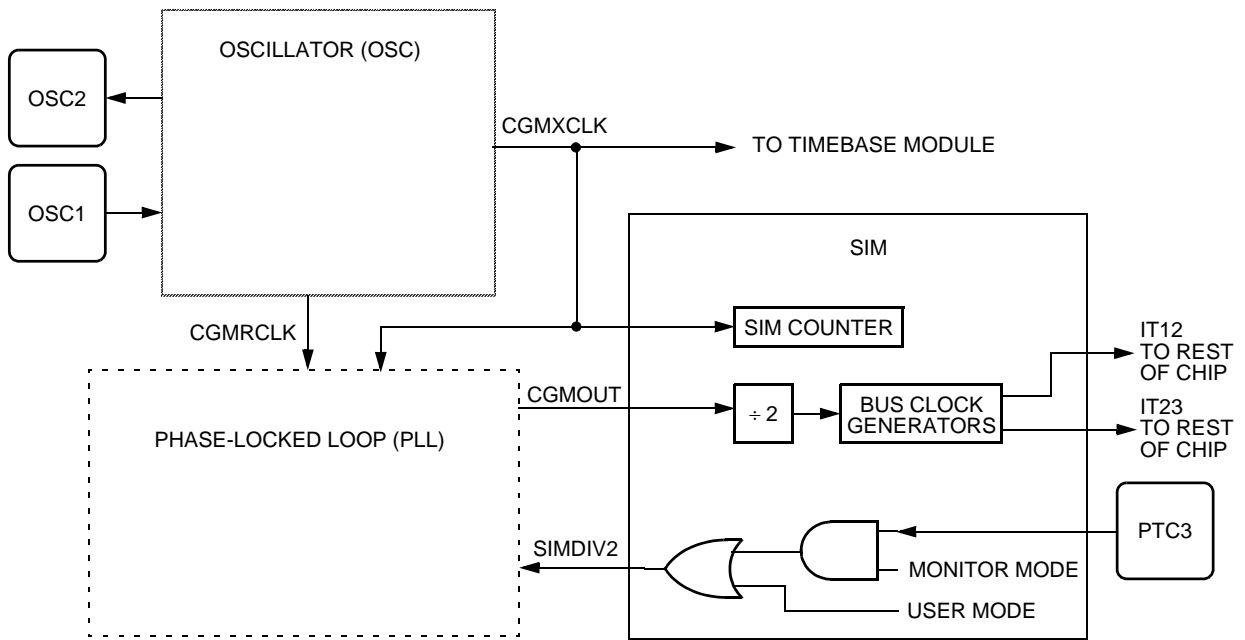 OSCILLATOR (OSC)
OSC2
CGMXCLK
TO TIMEBASE MODULE
OSC1
SIM
CGMRCLK
SIM COUNTER
IT12
TO REST
OF CHIP
CGMOUT
÷ 2
BUS CLOCK
GENERATORS
IT23
TO REST
OF CHIP
PHASE-LOCKED LOOP (PLL)
SIMDIV2
PTC3
MONITOR MODE
USER MODE